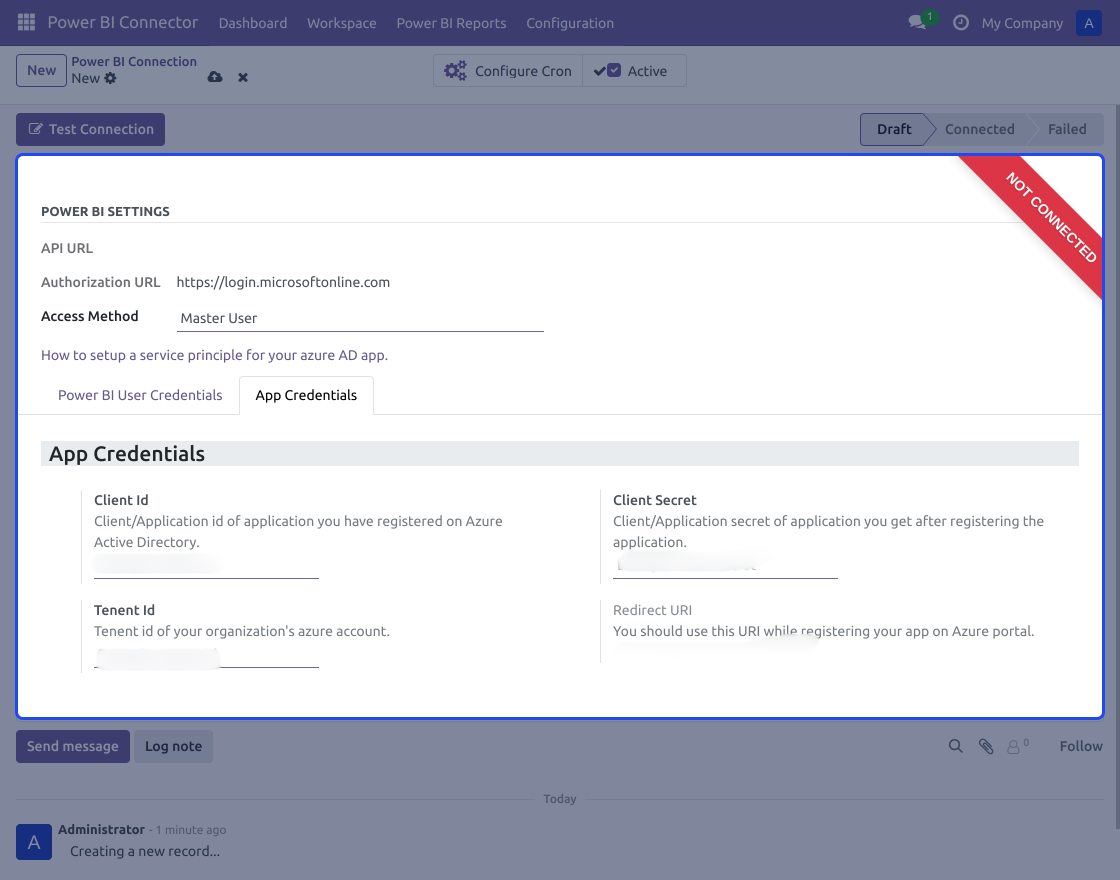 Power BI Connector Dashboard Workspace Power BI Reports Configuration 1 My Company A
New Power BI Connection
New
Configure Cron Active
Test Connection Draft Connected Failed
NOT CONNECTED
POWER BI SETTINGS
API URL
Authorization URL https://login.microsoftonline.com
Access Method Master User
How to setup a service principle for your azure AD app.
Power BI User Credentials App Credentials
App Credentials
Client Id
Client/Application id of application you have registered on Azure
Active Directory.
Client Secret
Client/Application secret of application you get after registering the
application.
Tenent Id
Tenent id of your organization's azure account.
Redirect URI
You should use this URI while registering your app on Azure portal.
Send message Log note 0 Follow
Today
A Administrator - 1 minute ago
Creating a new record...